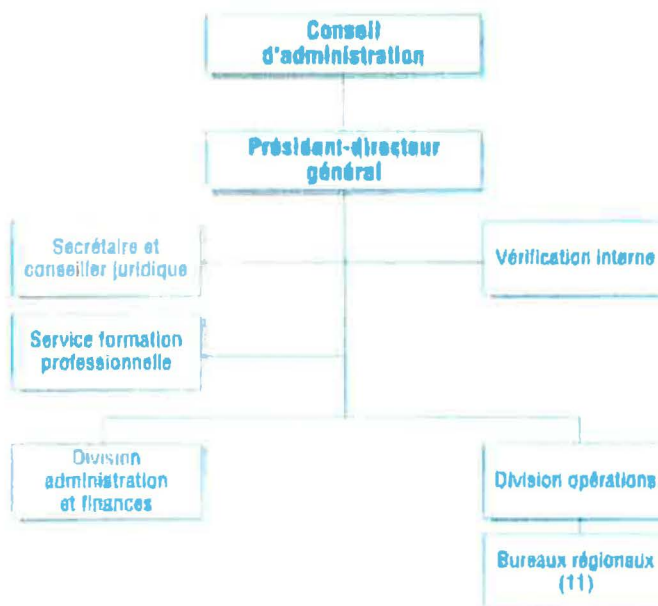 Conseil
d'administration
Président-directeur
général
Secrétaire et
conseiller juridique
Vérification interne
Service formation
professionnelle
Division
administration
et finances
Division opérations
Bureaux régionaux
(11)